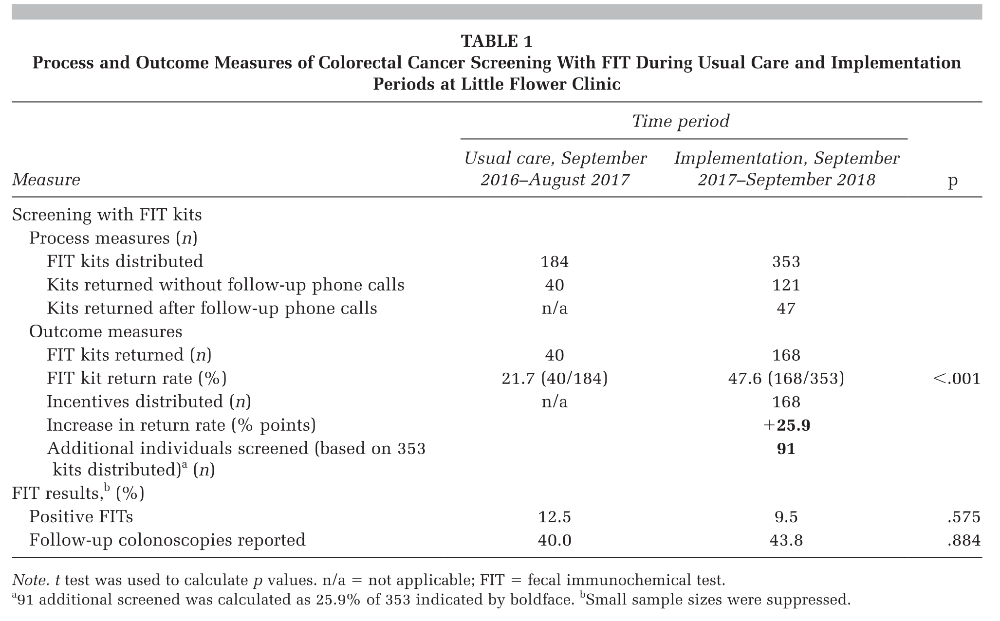 TABLE 1
Process and Outcome Measures of Colorectal Cancer Screening With FIT During Usual Care and Implementation
Periods at Little Flower Clinic
Time period
Measure
Usual care, September
2016–August 2017
Implementation, September
2017–September 2018
p
Screening with FIT kits
Process measures (n)
FIT kits distributed 184 353
Kits returned without follow-up phone calls 40 121
Kits returned after follow-up phone calls n/a 47
Outcome measures
FIT kits returned (n) 40 168
FIT kit return rate (%) 21.7 (40/184) 47.6 (168/353) <.001
Incentives distributed (n) n/a 168
Increase in return rate (% points) +25.9
Additional individuals screened (based on 353 91
kits distributed)a (n)
FIT results,b (%)
Positive FITs 12.5 9.5 .575
Follow-up colonoscopies reported 40.0 43.8 .884
Note. t test was used to calculate p values. n/a = not applicable; FIT = fecal immunochemical test.
a91 additional screened was calculated as 25.9% of 353 indicated by boldface. bSmall sample sizes were suppressed.